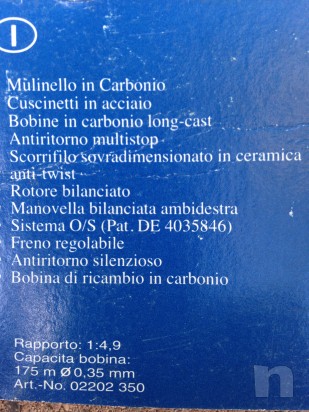 I
Mulinello in Carbonio
Cuscinetti in acciaio
Bobine in carbonio long-cast
Antiritorno multistop
Scorrifilo sovradimensionato in ceramica
anti-twist
Rotore bilanciato
Manovella bilanciata ambidestra
Sistema O/S (Pat. DE 4035846)
Freno regolabile
Antiritorno silenzioso
Bobina di ricambio in carbonio
Rapporto: 1:4,9
Capacita bobina:
175 m Ø 0,35 mm
Art.-No. 02202 350
n